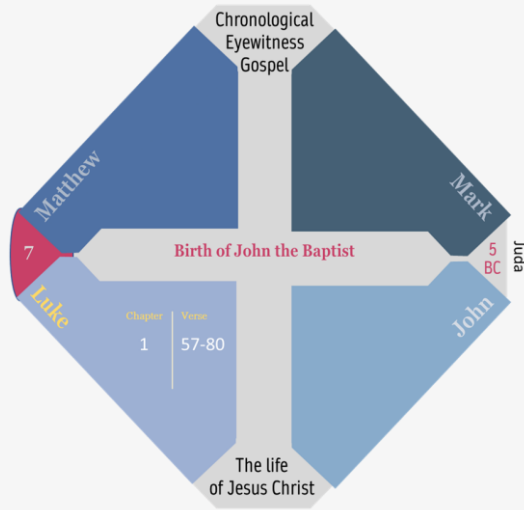 Chronological
Eyewitness
Gospel
Matthew
Mark
7
Birth of John the Baptist
5
BC
Juda
Luke
John
Chapter
Verse
1
57-80
The life
of Jesus Christ